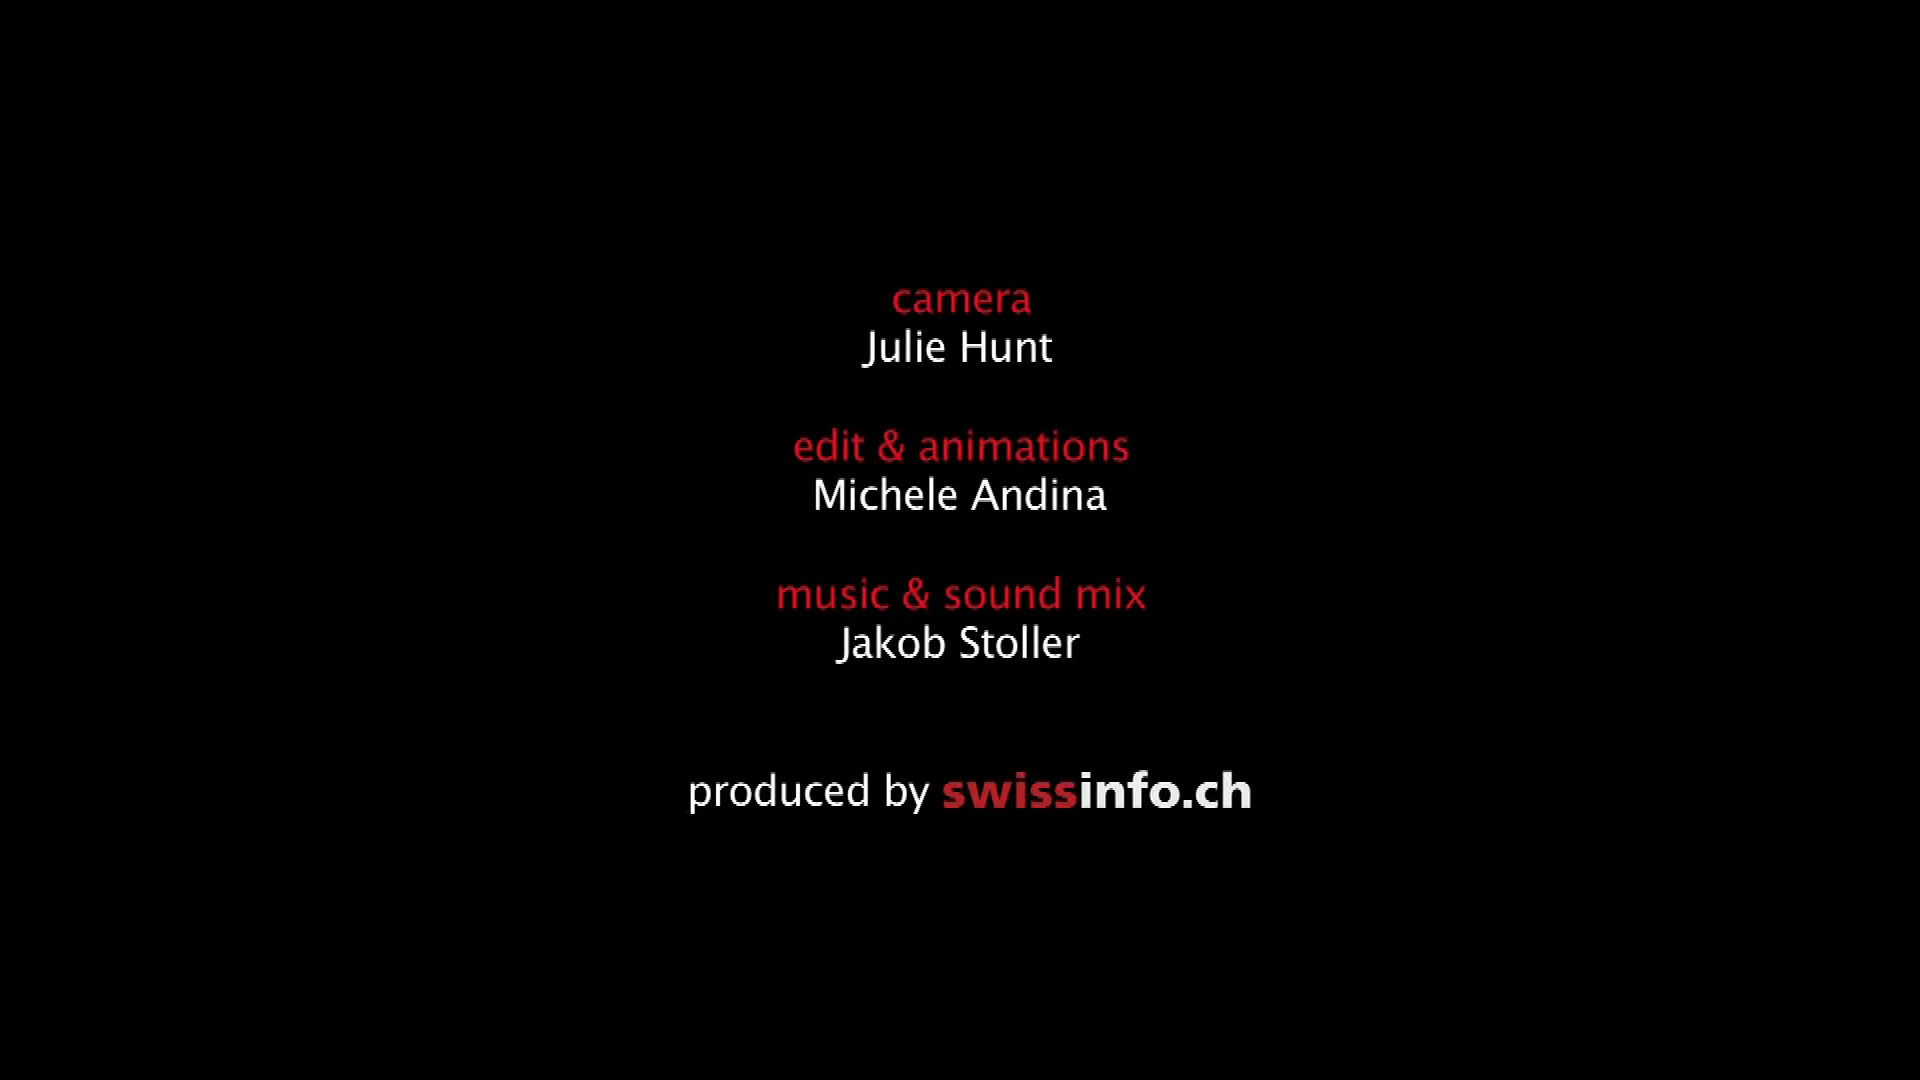 camera
Julie Hunt
edit & animations
Michele Andina
music & sound mix
Jakob Stoller
produced by swissinfo.ch